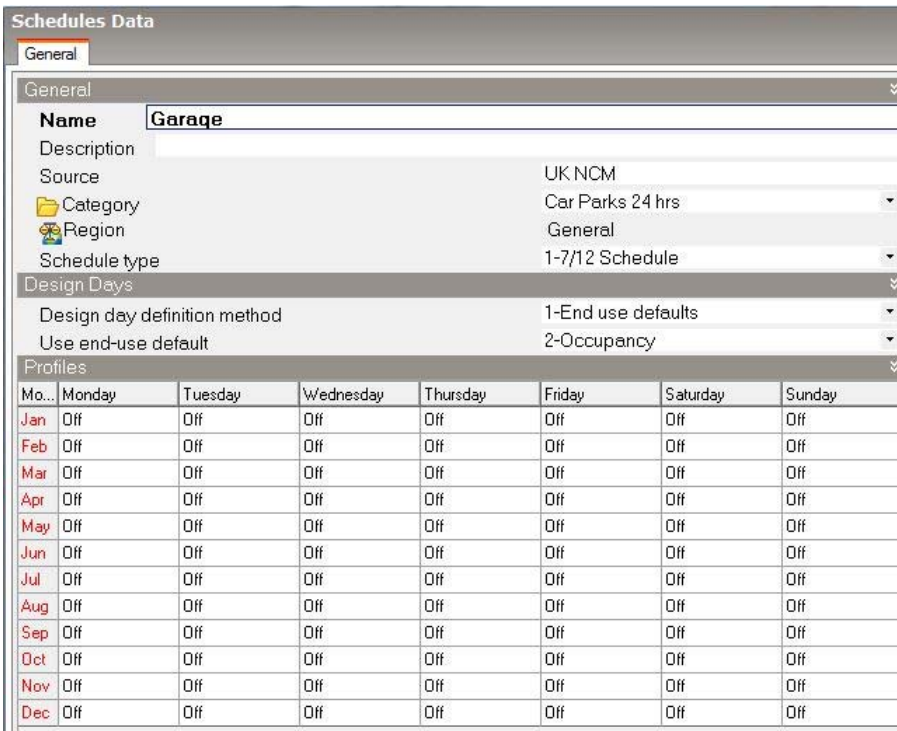 Schedules Data
General
General
Name Garage
Description
Source UK NCM
Category Car Parks 24 hrs
Region General
Schedule type 1-7/12 Schedule
Design Days
Design day definition method 1-End use defaults
Use end-use default 2-Occupancy
Profiles
Mo... Monday Tuesday Wednesday Thursday Friday Saturday Sunday
Jan Off Off Off Off Off Off Off
Feb Off Off Off Off Off Off Off
Mar Off Off Off Off Off Off Off
Apr Off Off Off Off Off Off Off
May Off Off Off Off Off Off Off
Jun Off Off Off Off Off Off Off
Jul Off Off Off Off Off Off Off
Aug Off Off Off Off Off Off Off
Sep Off Off Off Off Off Off Off
Oct Off Off Off Off Off Off Off
Nov Off Off Off Off Off Off Off
Dec Off Off Off Off Off Off Off